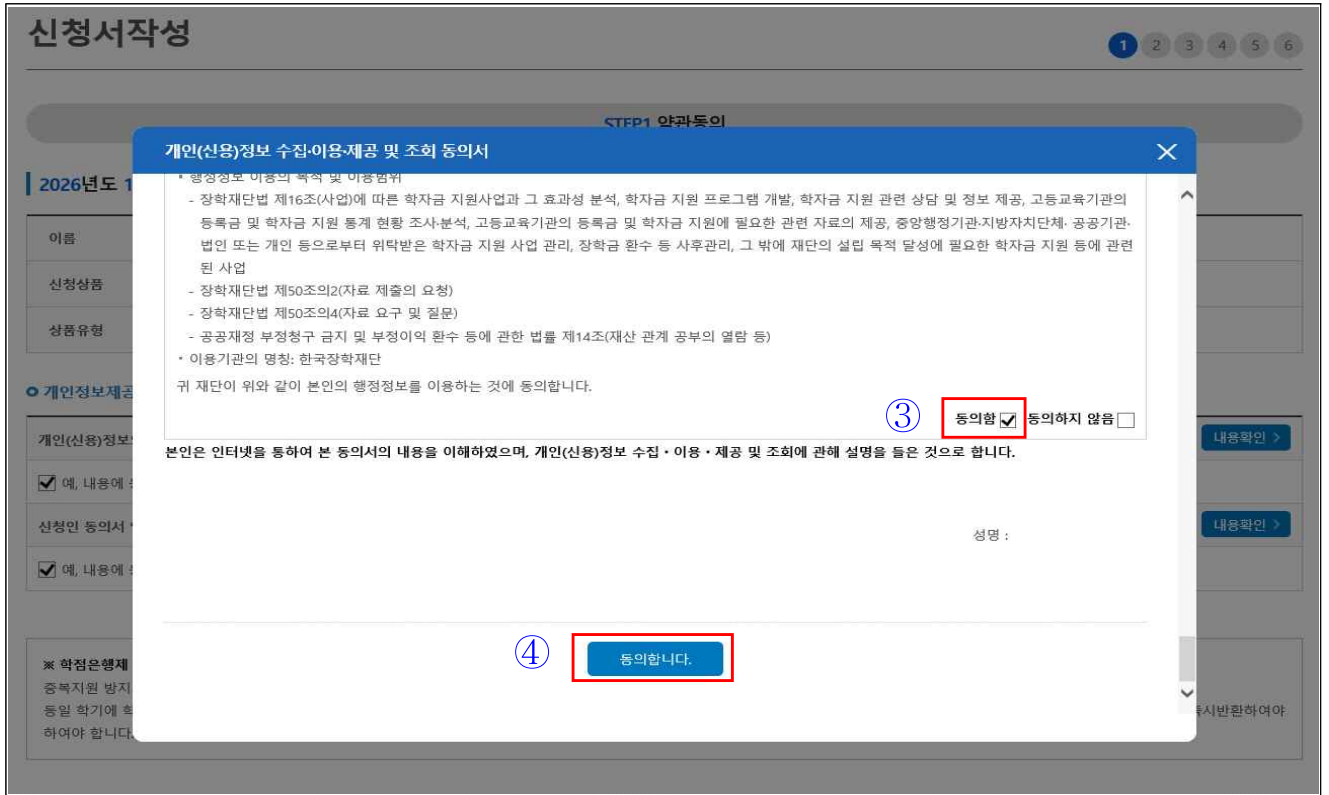 신청서작성
1 2 3 4 5 6
STEP1 약관동의
개인(신용)정보 수집·이용·제공 및 조회 동의서
2026년도 1
• 행정정보 이용의 목적 및 이용범위
- 장학재단법 제16조(사업)에 따른 학자금 지원사업과 그 효과성 분석, 학자금 지원 프로그램 개발, 학자금 지원 관련 상담 및 정보 제공, 고등교육기관의
등록금 및 학자금 지원 통계 현황 조사·분석, 고등교육기관의 등록금 및 학자금 지원에 필요한 관련 자료의 제공, 중앙행정기관·지방자치단체· 공공기관·
법인 또는 개인 등으로부터 위탁받은 학자금 지원 사업 관리, 장학금 환수 등 사후관리, 그 밖에 재단의 설립 목적 달성에 필요한 학자금 지원 등에 관련
된 사업
- 장학재단법 제50조의2(자료 제출의 요청)
- 장학재단법 제50조의4(자료 요구 및 질문)
- 공공재정 부정청구 금지 및 부정이익 환수 등에 관한 법률 제14조(재산 관계 공부의 열람 등)
• 이용기관의 명칭: 한국장학재단
귀 재단이 위와 같이 본인의 행정정보를 이용하는 것에 동의합니다.
③ 동의함 동의하지 않음
본인은 인터넷을 통하여 본 동의서의 내용을 이해하였으며, 개인(신용)정보 수집・이용・제공 및 조회에 관해 설명을 들은 것으로 합니다.
성명 :
④ 동의합니다.
이름
신청상품
상품유형
개인정보제공
개인(신용)정보
내용확인 >
예, 내용에
신청인 동의서
내용확인 >
예, 내용에
※ 학점은행제
중복지원 방지
동일 학기에
즉시반환하여야
하여야 합니다.